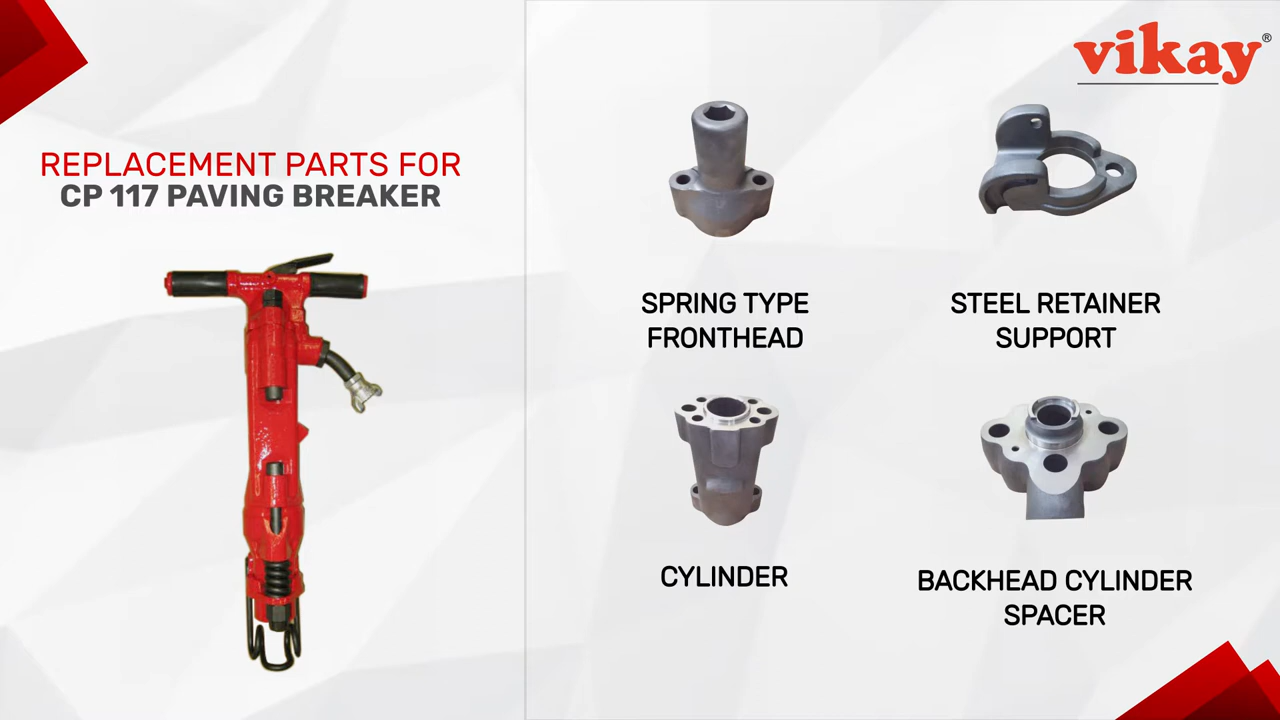 REPLACEMENT PARTS FOR
CP 117 PAVING BREAKER
vikay®
SPRING TYPE
FRONTHEAD
STEEL RETAINER
SUPPORT
CYLINDER
BACKHEAD CYLINDER
SPACER